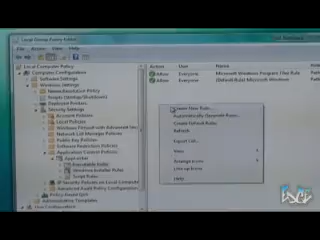 Local Group Policy Editor
File Action View Help
Local Computer Policy
Computer Configuration
Software Settings
Windows Settings
Name Resolution Policy
Scripts (Startup/Shutdown)
Deployed Printers
Security Settings
Account Policies
Local Policies
Windows Firewall with Advanced
Network List Manager Policies
Public Key Policies
Software Restriction Policies
Application Control Policies
AppLocker
Executable Rules
Windows Installer Rules
Script Rules
IP Security Policies on Local Comput
Advanced Audit Policy Configuration
Policy-based QoS
Administrative Templates
User Configuration
Action User Name
Allow Everyone Microsoft Windows Program Files Rule
Allow Everyone (Default Rule) Microsoft Windows
Create New Rule...
Automatically Generate Rules...
Create Default Rules
Refresh
Export List...
View
Arrange Icons
Line up Icons
Help